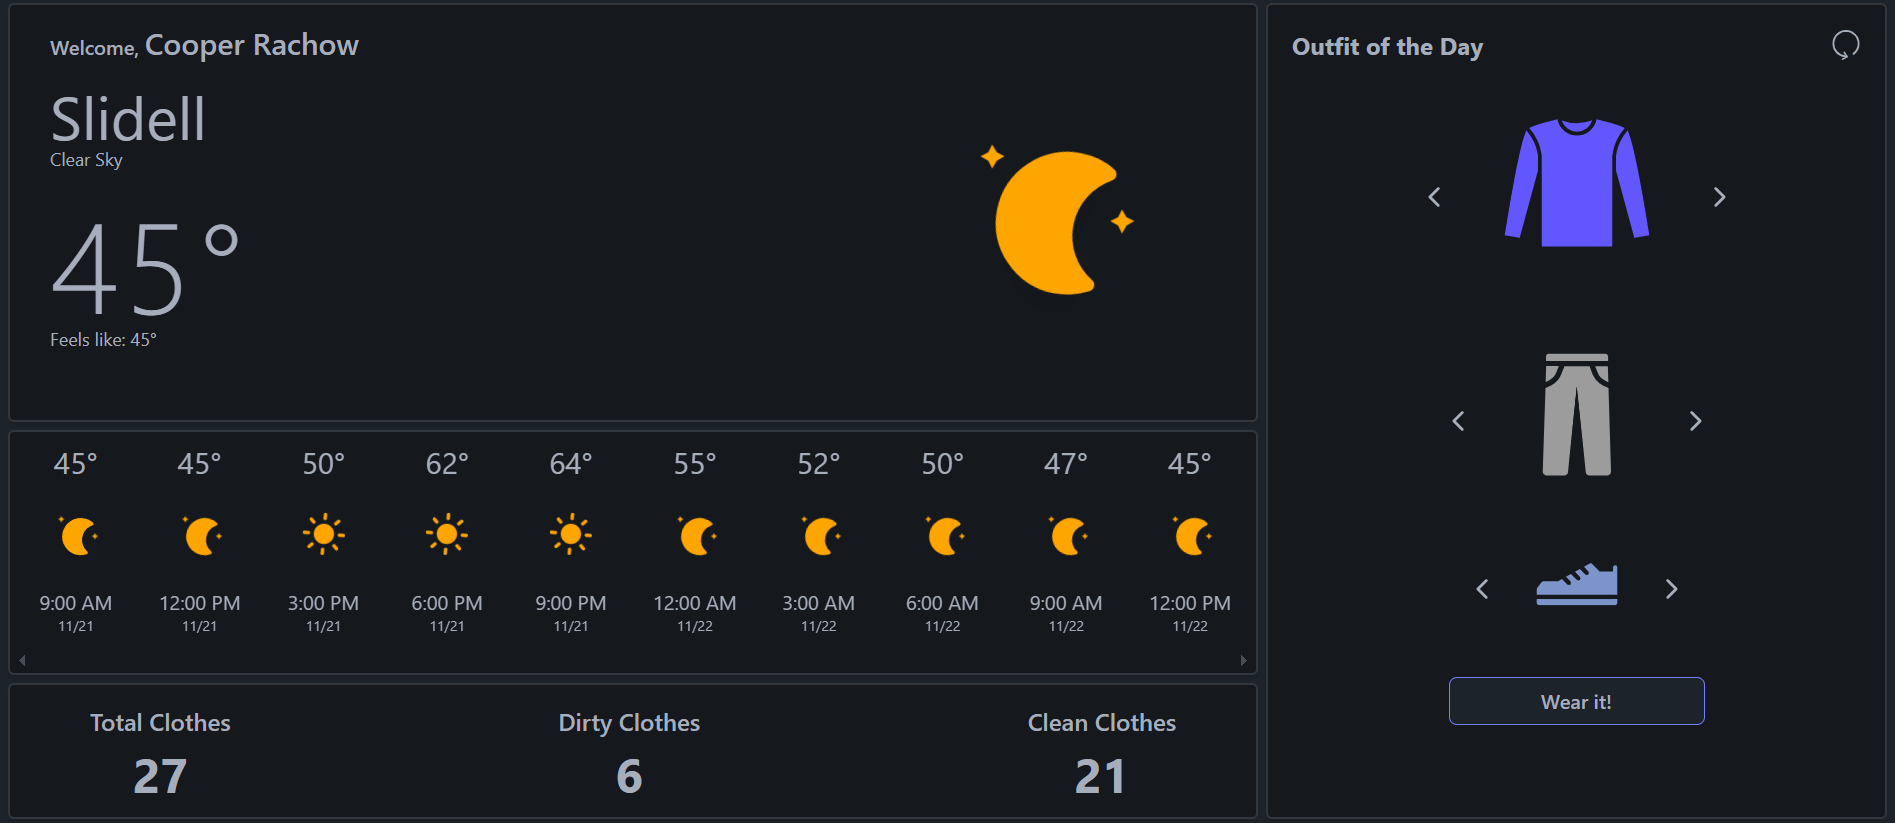 Welcome, Cooper Rachow
Slidell
Clear Sky
45°
Feels like: 45°
45° 45° 50° 62° 64° 55° 52° 50° 47° 45°
9:00 AM 12:00 PM 3:00 PM 6:00 PM 9:00 PM 12:00 AM 3:00 AM 6:00 AM 9:00 AM 12:00 PM
11/21 11/21 11/21 11/21 11/21 11/22 11/22 11/22 11/22 11/22
Total Clothes Dirty Clothes Clean Clothes
27 6 21
Outfit of the Day
Wear it!